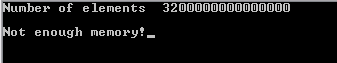 Number of elements  3200000000000000
Not enough memory!_